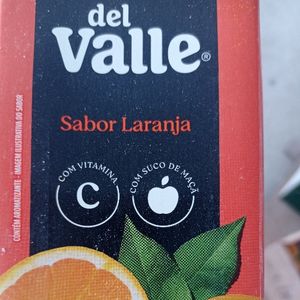 del
Valle®
Sabor Laranja
COM VITAMINA
C
COM SUCO DE MAÇÃ
CONTÉM AROMATIZANTE - IMAGEM ILUSTRATIVA DO SABOR